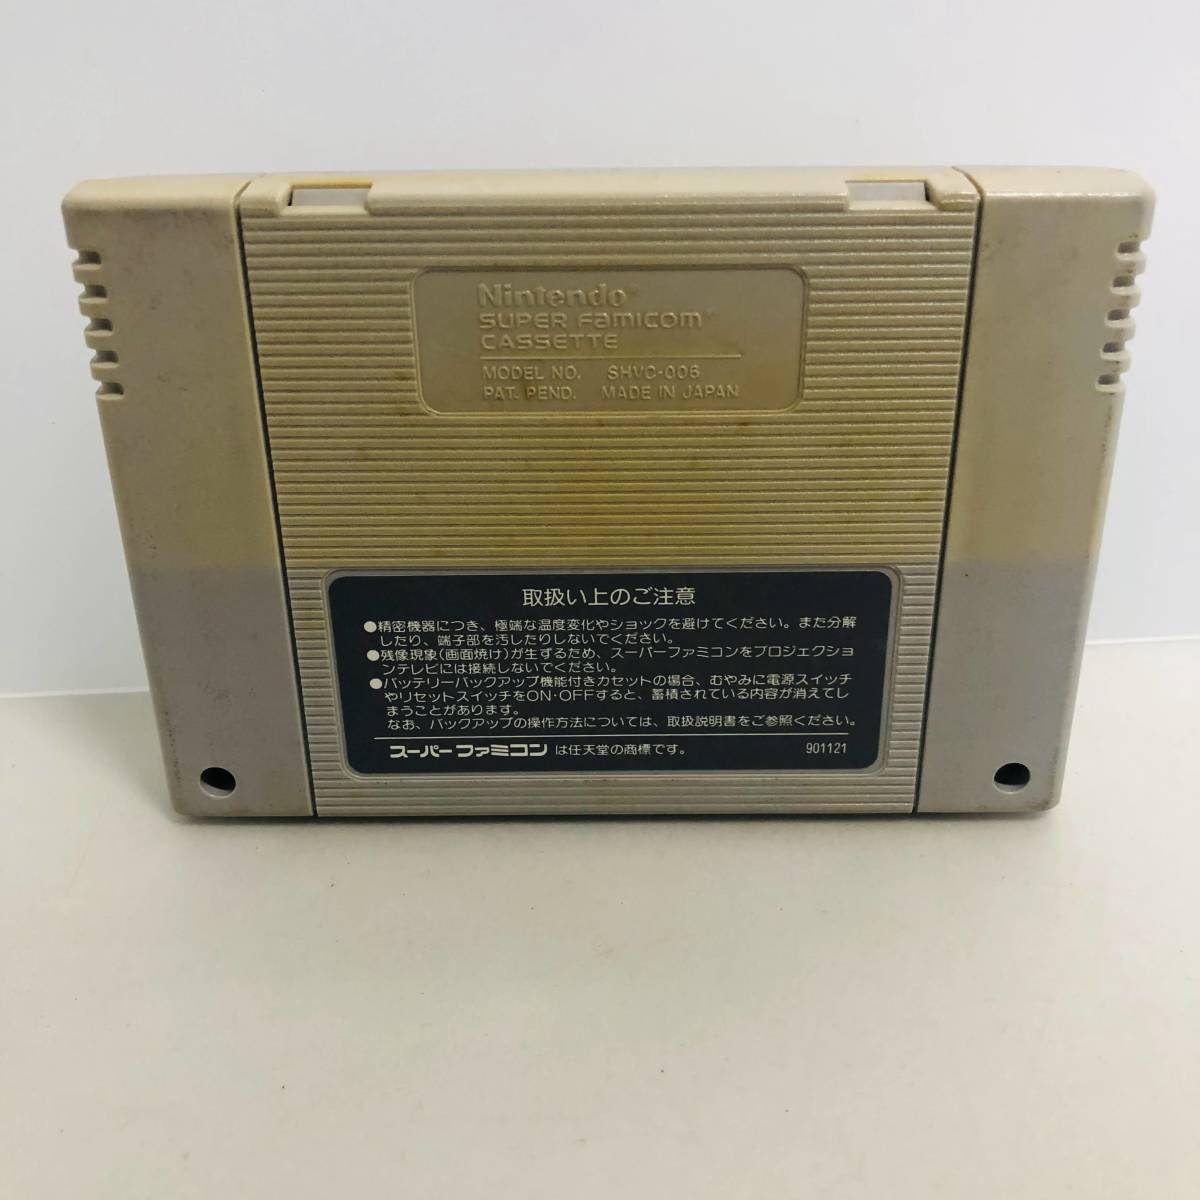 Nintendo
SUPER FAMICOM
CASSETTE
MODEL NO. SHVC-006
PAT. PEND. MADE IN JAPAN
取扱い上のご注意
●精密機器につき、極端な温度変化やショックを避けてください。また分解
したり、端子部を汚したりしないでください。
●残像現象(画面焼け)が生ずるため、スーパーファミコンをプロジェクショ
ンテレビには接続しないでください。
●バッテリーバックアップ機能付きカセットの場合、むやみに電源スイッチ
やリセットスイッチをON・OFFすると、蓄積されている内容が消えてし
まうことがあります。
なお、バックアップの操作方法については、取扱説明書をご参照ください。
スーパーファミコン は任天堂の商標です。 901121